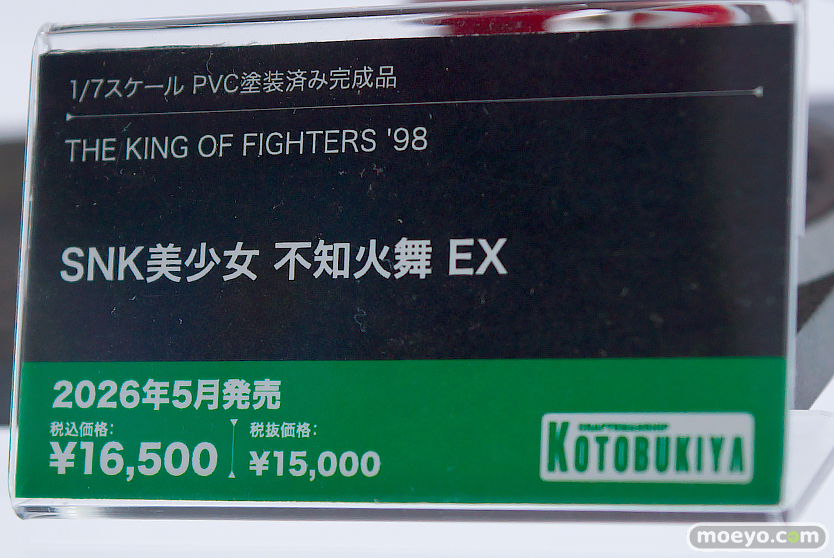 1/7スケール PVC塗装済み完成品
THE KING OF FIGHTERS '98
SNK美少女 不知火舞 EX
2026年5月発売
税込価格:
¥16,500
税抜価格:
¥15,000
CRAFTSMANSHIP
KOTOBUKIYA
moeyo.com